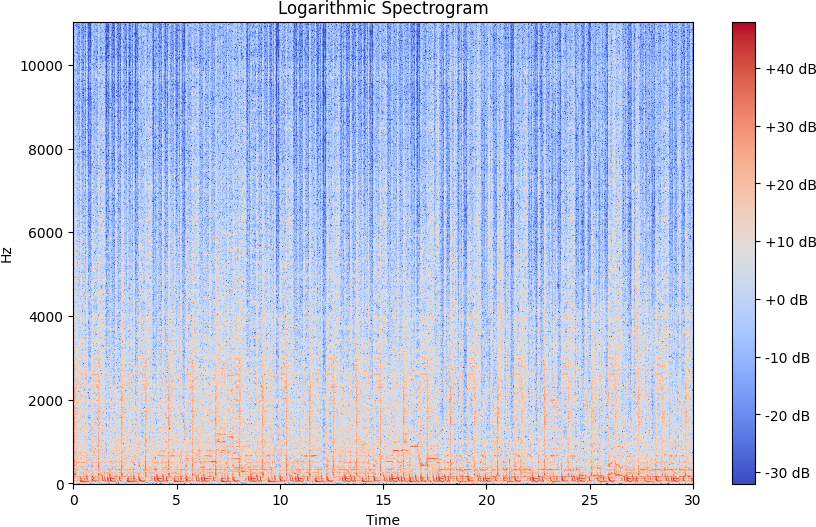 Logarithmic Spectrogram
Hz
10000
8000
6000
4000
2000
0
0 5 10 15 20 25 30
Time
+40 dB
+30 dB
+20 dB
+10 dB
+0 dB
-10 dB
-20 dB
-30 dB